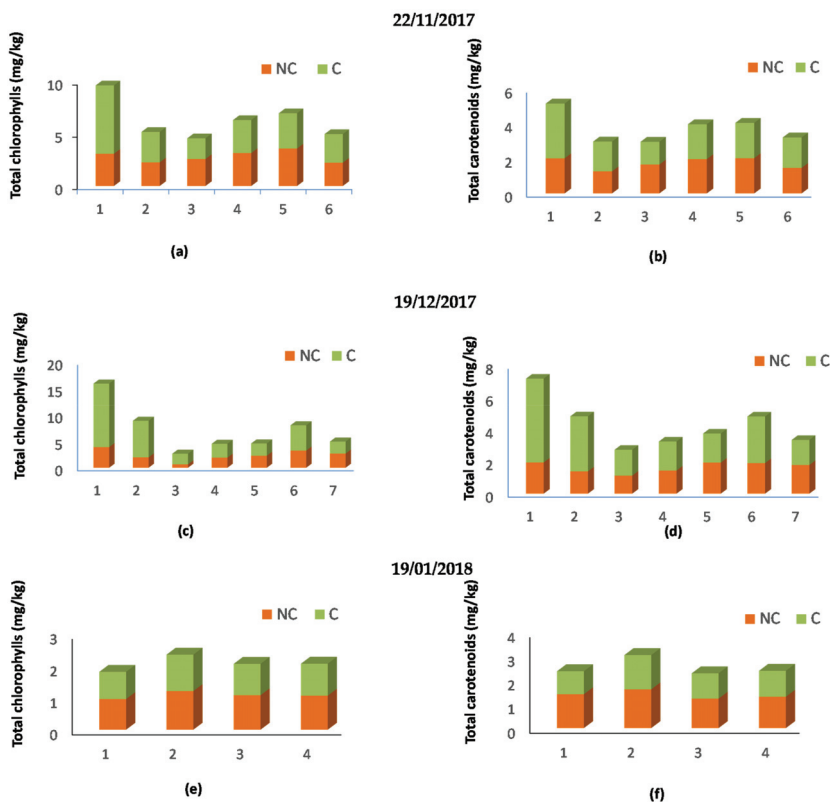 22/11/2017
Total chlorophylls (mg/kg)
NC C
10
5
0
1 2 3 4 5 6
(a)
Total carotenoids (mg/kg)
NC C
6
4
2
0
1 2 3 4 5 6
(b)
19/12/2017
Total chlorophylls (mg/kg)
NC C
20
15
10
5
0
1 2 3 4 5 6 7
(c)
Total carotenoids (mg/kg)
NC C
8
6
4
2
0
1 2 3 4 5 6 7
(d)
19/01/2018
Total chlorophylls (mg/kg)
NC C
3
2
1
0
1 2 3 4
(e)
Total carotenoids (mg/kg)
NC C
4
3
2
1
0
1 2 3 4
(f)